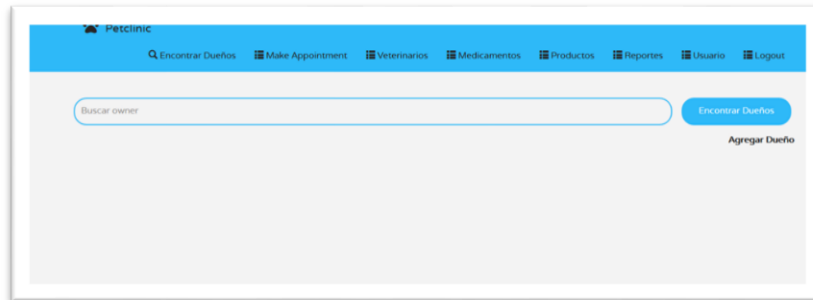 Petclinic
Encontrar Dueños Make Appointment Veterinarios Medicamentos Productos Reportes Usuario Logout
Buscar owner Encontrar Dueños
Agregar Dueño